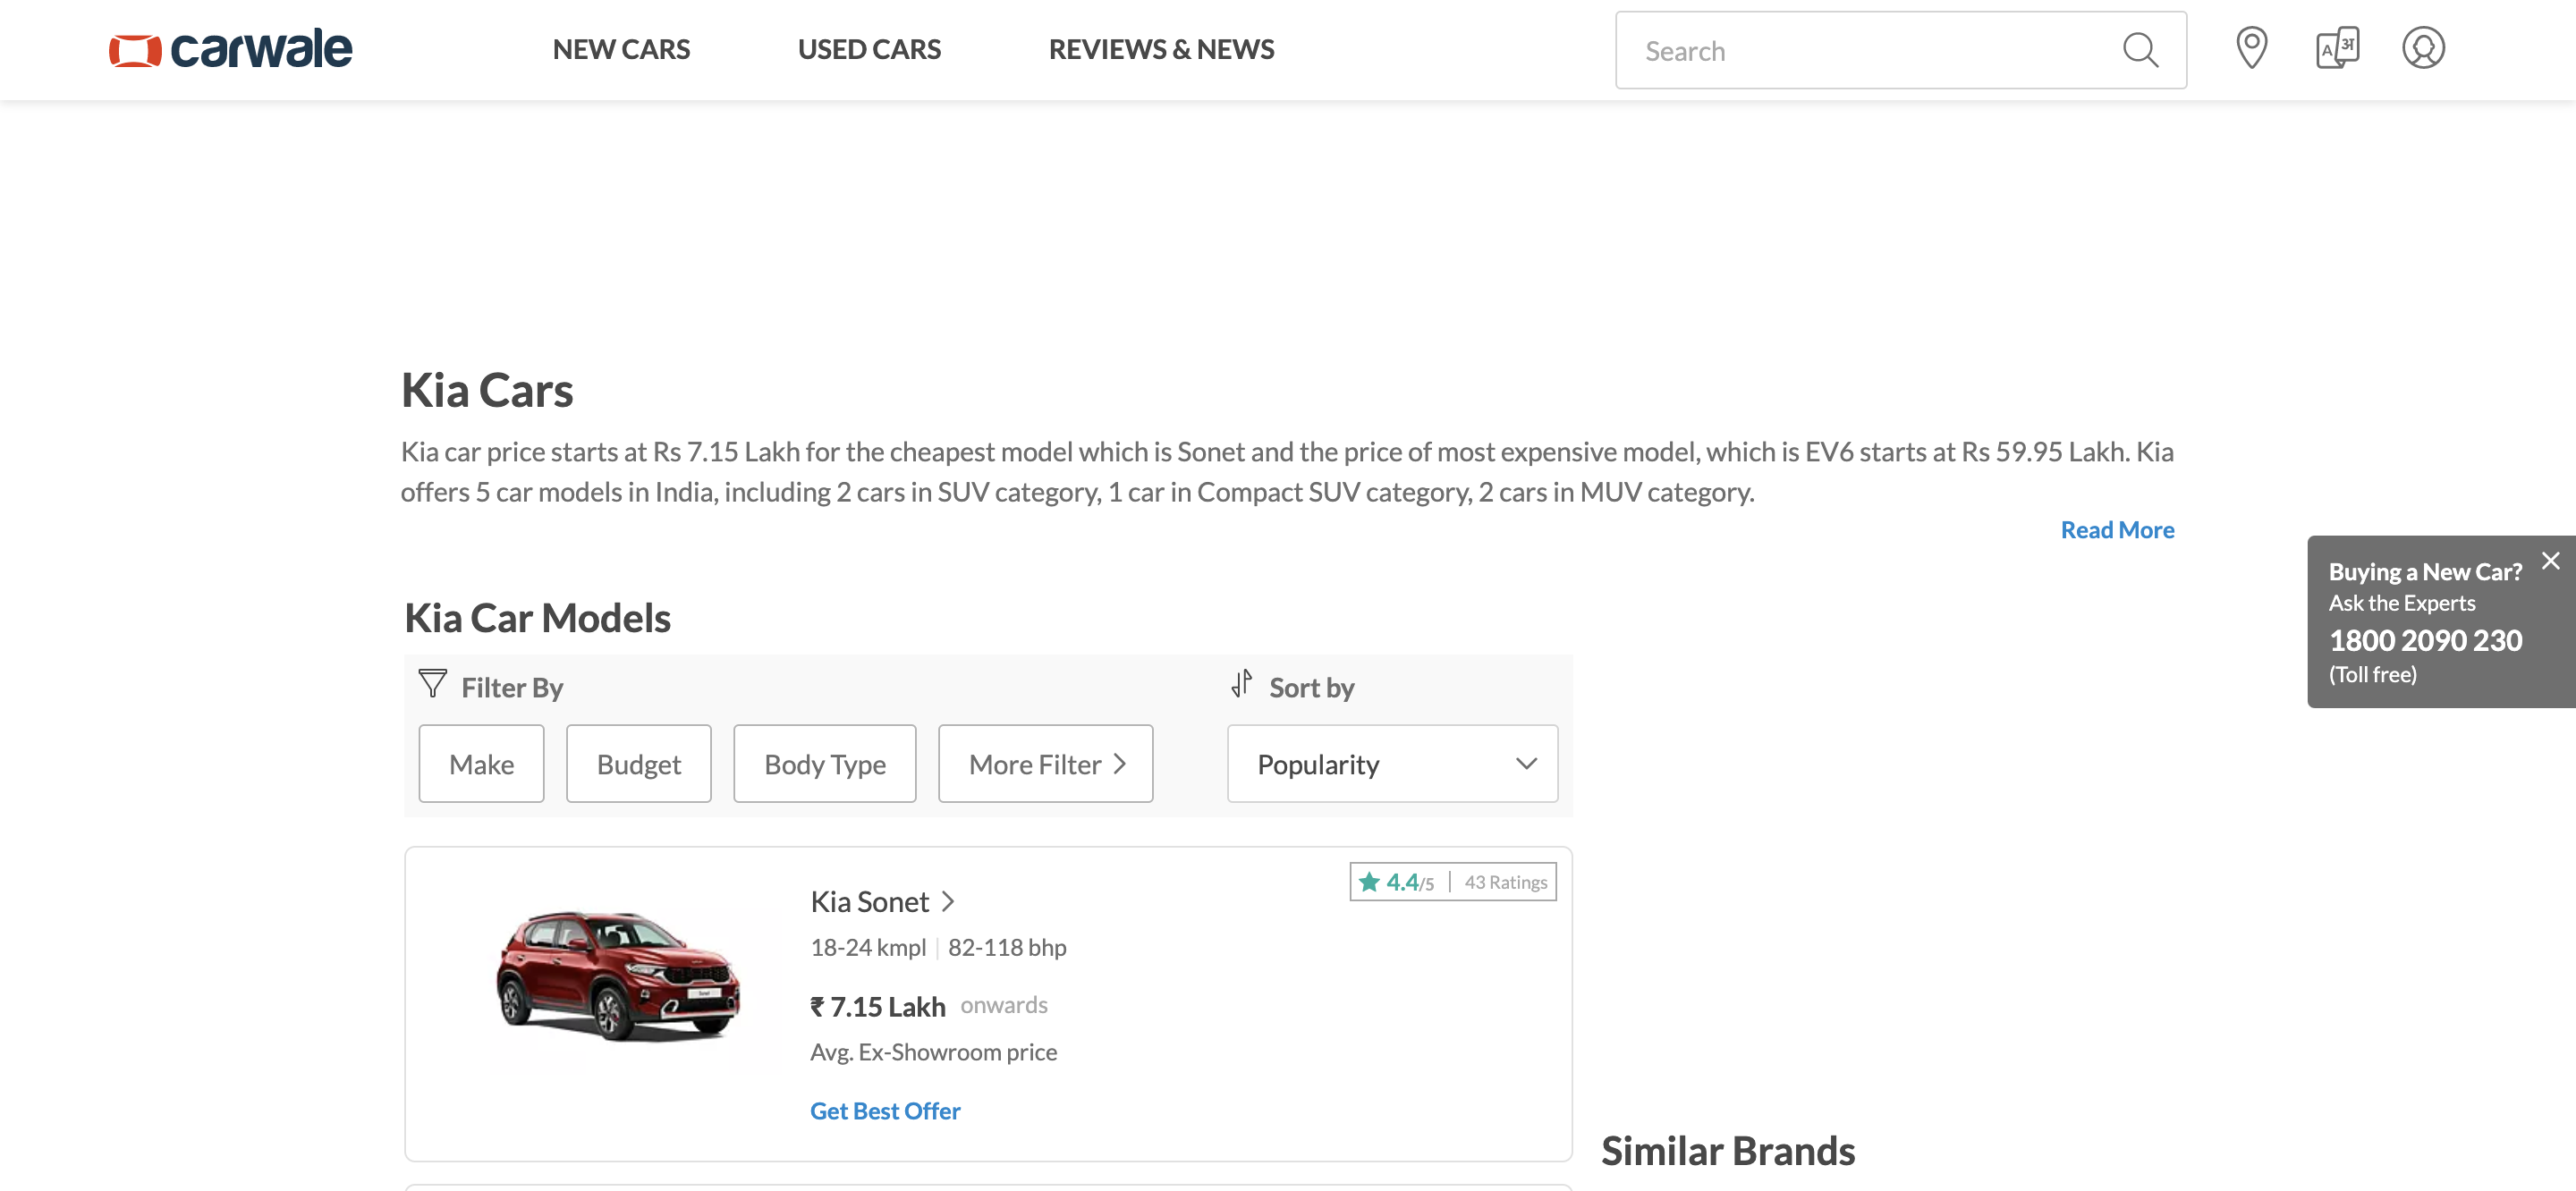 carwale
NEW CARS
USED CARS
REVIEWS & NEWS
Search
A अ
Kia Cars
Kia car price starts at Rs 7.15 Lakh for the cheapest model which is Sonet and the price of most expensive model, which is EV6 starts at Rs 59.95 Lakh. Kia
offers 5 car models in India, including 2 cars in SUV category, 1 car in Compact SUV category, 2 cars in MUV category.
Read More
Buying a New Car?
Ask the Experts
1800 2090 230
(Toll free)
Kia Car Models
Filter By
Sort by
Make
Budget
Body Type
More Filter
Popularity
4.4/5 | 43 Ratings
Kia Sonet
18-24 kmpl | 82-118 bhp
₹ 7.15 Lakh onwards
Avg. Ex-Showroom price
Get Best Offer
Similar Brands